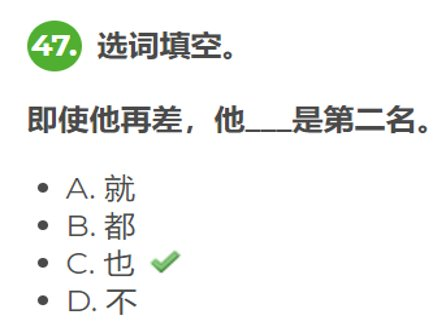 47. 选词填空。
即使他再差，他___是第二名。
A. 就
B. 都
C. 也
D. 不